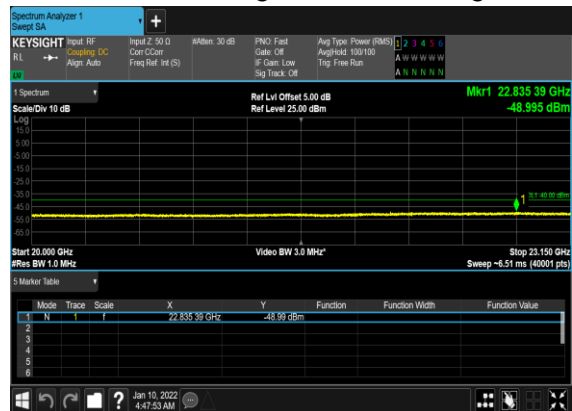 Spectrum Analyzer 1
Swept SA
+
KEYSIGHT Input: RF Input Z: 50 Ω #Atten: 30 dB PNO: Fast Avg Type: Power (RMS) 1 2 3 4 5 6
RL Coupling: DC Corr CCorr Gate: Off Avg|Hold: 100/100 A W W W W W
Align: Auto Freq Ref: Int (S) IF Gain: Low Trig: Free Run
Sig Track: Off A N N N N N
1 Spectrum Ref Lvl Offset 5.00 dB Mkr1 22.835 39 GHz
Scale/Div 10 dB Ref Level 25.00 dBm -48.995 dBm
Log
15.0
5.00
-5.00
-15.0
-25.0
-35.0
1
-45.0
-55.0
-65.0
Start 20.000 GHz Video BW 3.0 MHz* Stop 23.150 GHz
#Res BW 1.0 MHz Sweep ~6.51 ms (40001 pts)
5 Marker Table
Mode Trace Scale X Y Function Function Width Function Value
1 N 1 f 22.835 39 GHz -48.99 dBm
2
3
4
5
6
? Jan 10, 2022
4:47:53 AM